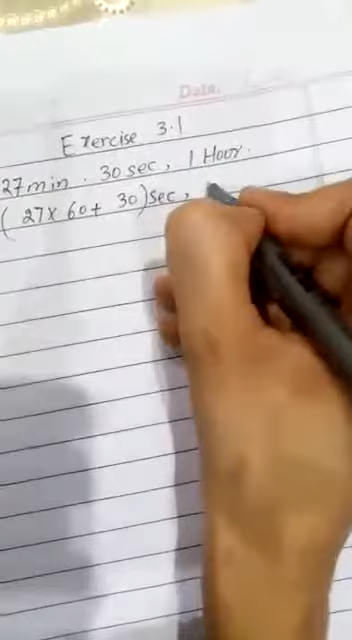 Date.
Exercise 3.1
27 min . 30 sec, 1 Hour.
( 27 x 60 + 30 ) sec,